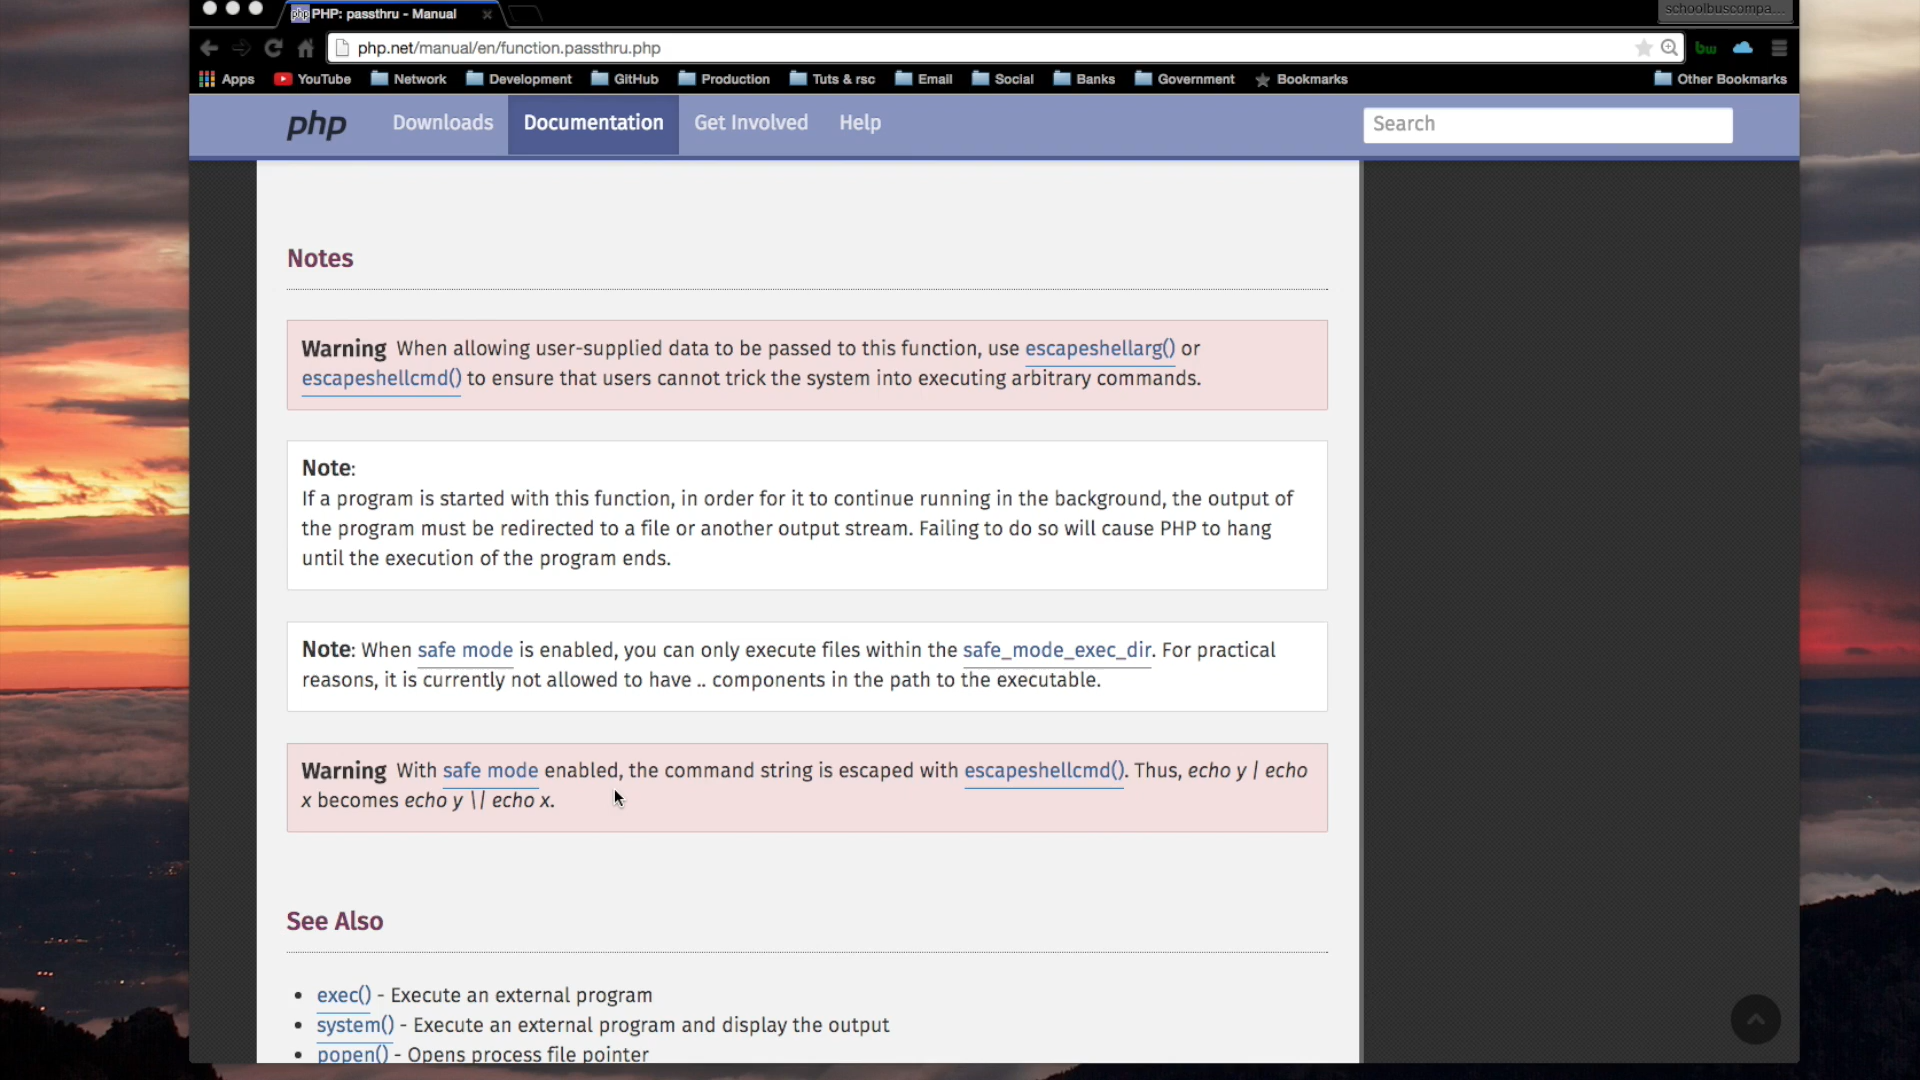 PHP: passthru - Manual
schoolbuscompa...
php.net/manual/en/function.passthru.php
bw
Apps YouTube Network Development GitHub Production Tuts & rsc Email Social Banks Government Bookmarks Other Bookmarks
php Downloads Documentation Get Involved Help Search
Notes
Warning When allowing user-supplied data to be passed to this function, use escapeshellarg() or
escapeshellcmd() to ensure that users cannot trick the system into executing arbitrary commands.
Note:
If a program is started with this function, in order for it to continue running in the background, the output of
the program must be redirected to a file or another output stream. Failing to do so will cause PHP to hang
until the execution of the program ends.
Note: When safe mode is enabled, you can only execute files within the safe_mode_exec_dir. For practical
reasons, it is currently not allowed to have .. components in the path to the executable.
Warning With safe mode enabled, the command string is escaped with escapeshellcmd(). Thus, echo y | echo
x becomes echo y \| echo x.
See Also
• exec() - Execute an external program
• system() - Execute an external program and display the output
• popen() - Opens process file pointer